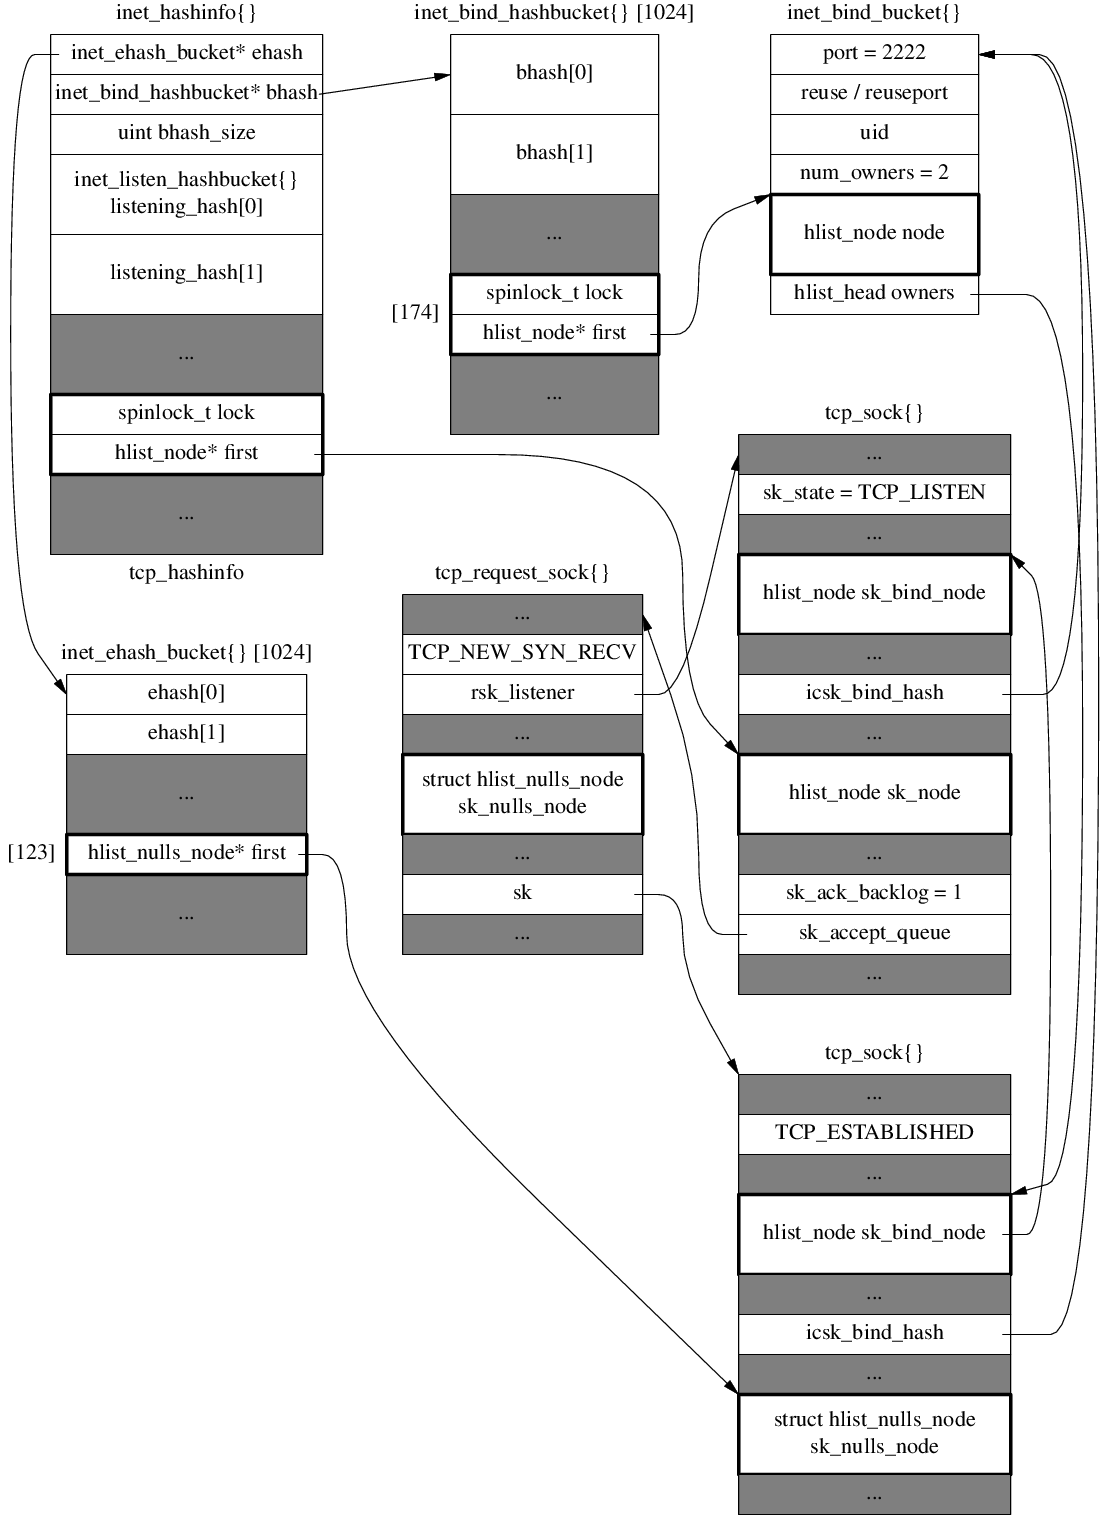 inet_hashinfo{}
inet_ehash_bucket* ehash
inet_bind_hashbucket* bhash
uint bhash_size
inet_listen_hashbucket{}
listening_hash[0]
listening_hash[1]
...
spinlock_t lock
hlist_node* first
...
tcp_hashinfo
inet_bind_hashbucket{} [1024]
bhash[0]
bhash[1]
...
[174]
spinlock_t lock
hlist_node* first
...
inet_bind_bucket{}
port = 2222
reuse / reuseport
uid
num_owners = 2
hlist_node node
hlist_head owners
tcp_sock{}
...
sk_state = TCP_LISTEN
...
hlist_node sk_bind_node
...
icsk_bind_hash
...
hlist_node sk_node
...
sk_ack_backlog = 1
sk_accept_queue
...
tcp_request_sock{}
...
TCP_NEW_SYN_RECV
rsk_listener
...
struct hlist_nulls_node
sk_nulls_node
...
sk
...
inet_ehash_bucket{} [1024]
ehash[0]
ehash[1]
...
[123]
hlist_nulls_node* first
...
tcp_sock{}
...
TCP_ESTABLISHED
...
hlist_node sk_bind_node
...
icsk_bind_hash
...
struct hlist_nulls_node
sk_nulls_node
...